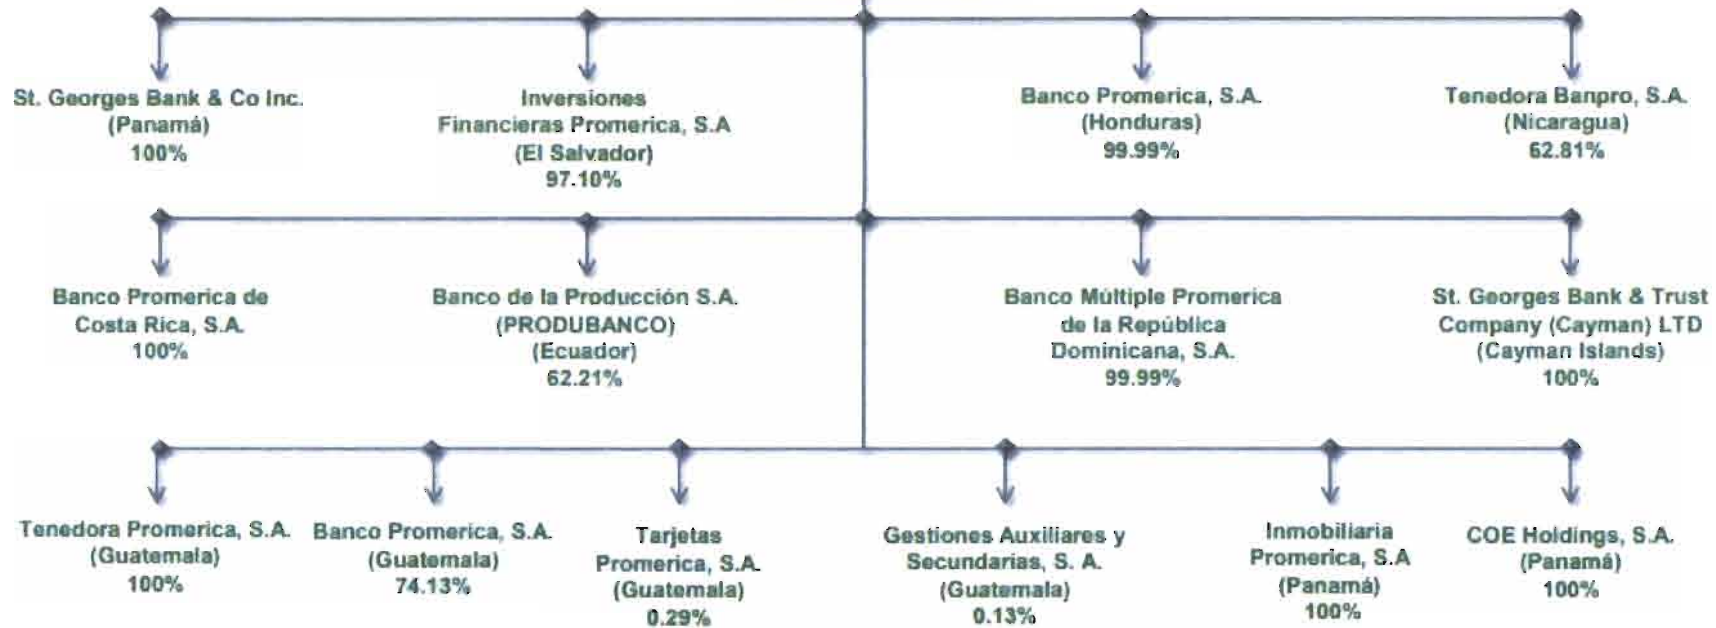 St. Georges Bank & Co Inc.
(Panamá)
100%
Inversiones
Financieras Promerica, S.A
(El Salvador)
97.10%
Banco Promerica, S.A.
(Honduras)
99.99%
Tenedora Banpro, S.A.
(Nicaragua)
62.81%
Banco Promerica de
Costa Rica, S.A.
100%
Banco de la Producción S.A.
(PRODUBANCO)
(Ecuador)
62.21%
Banco Múltiple Promerica
de la República
Dominicana, S.A.
99.99%
St. Georges Bank & Trust
Company (Cayman) LTD
(Cayman Islands)
100%
Tenedora Promerica, S.A.
(Guatemala)
100%
Banco Promerica, S.A.
(Guatemala)
74.13%
Tarjetas
Promerica, S.A.
(Guatemala)
0.29%
Gestiones Auxiliares y
Secundarias, S. A.
(Guatemala)
0.13%
Inmobiliaria
Promerica, S.A
(Panamá)
100%
COE Holdings, S.A.
(Panamá)
100%